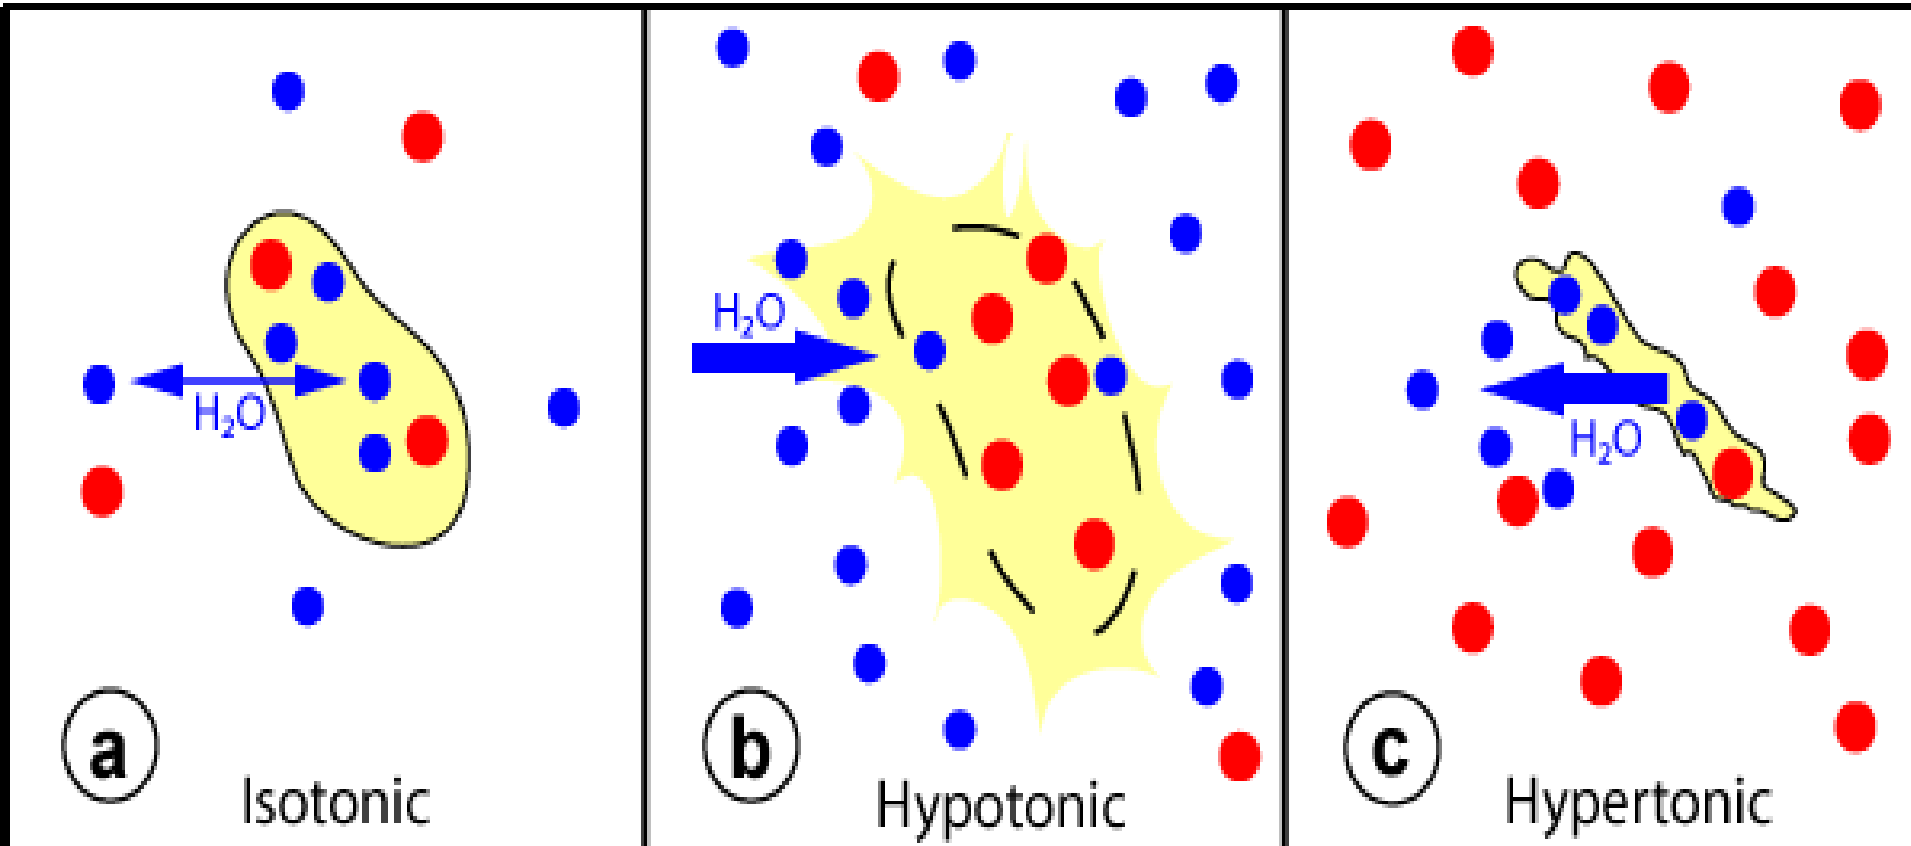 H₂O
a
Isotonic
H₂O
b
Hypotonic
H₂O
c
Hypertonic